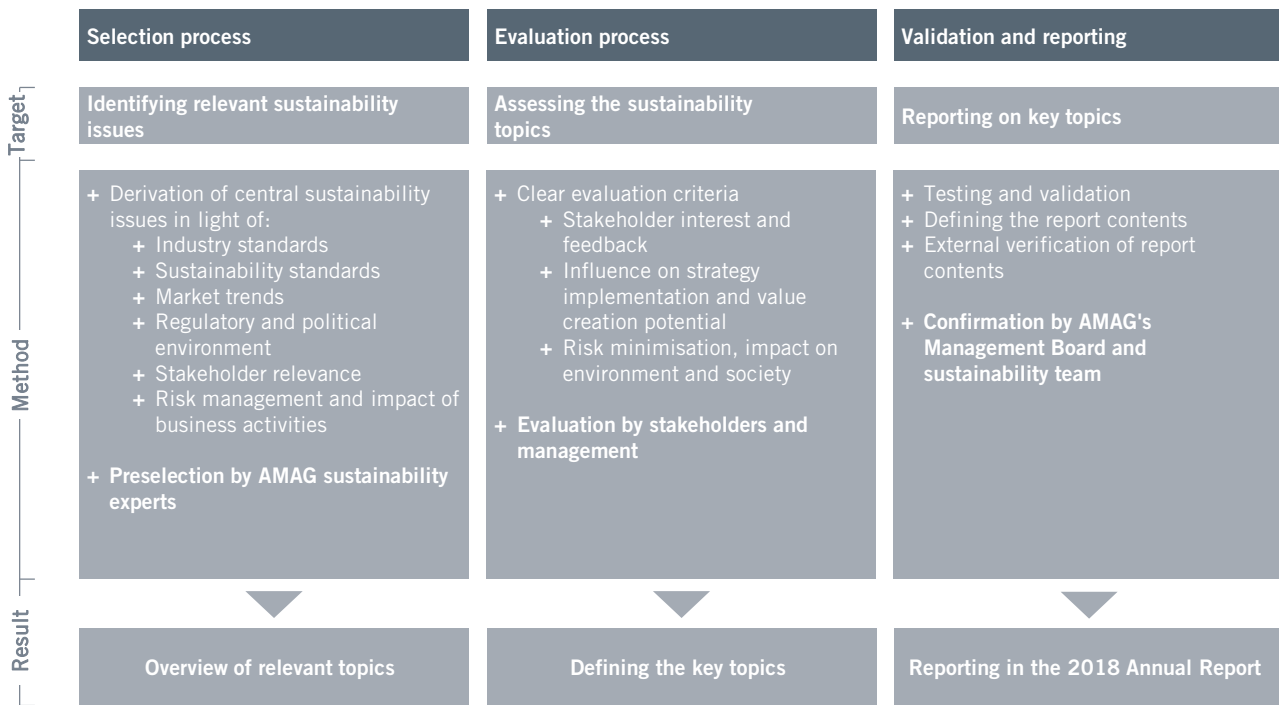 Selection process
Evaluation process
Validation and reporting
Target
Identifying relevant sustainability
issues
Assessing the sustainability
topics
Reporting on key topics
Method
+ Derivation of central sustainability
issues in light of:
+ Industry standards
+ Sustainability standards
+ Market trends
+ Regulatory and political
environment
+ Stakeholder relevance
+ Risk management and impact of
business activities
+ Preselection by AMAG sustainability
experts
+ Clear evaluation criteria
+ Stakeholder interest and
feedback
+ Influence on strategy
implementation and value
creation potential
+ Risk minimisation, impact on
environment and society
+ Evaluation by stakeholders and
management
+ Testing and validation
+ Defining the report contents
+ External verification of report
contents
+ Confirmation by AMAG's
Management Board and
sustainability team
Result
Overview of relevant topics
Defining the key topics
Reporting in the 2018 Annual Report